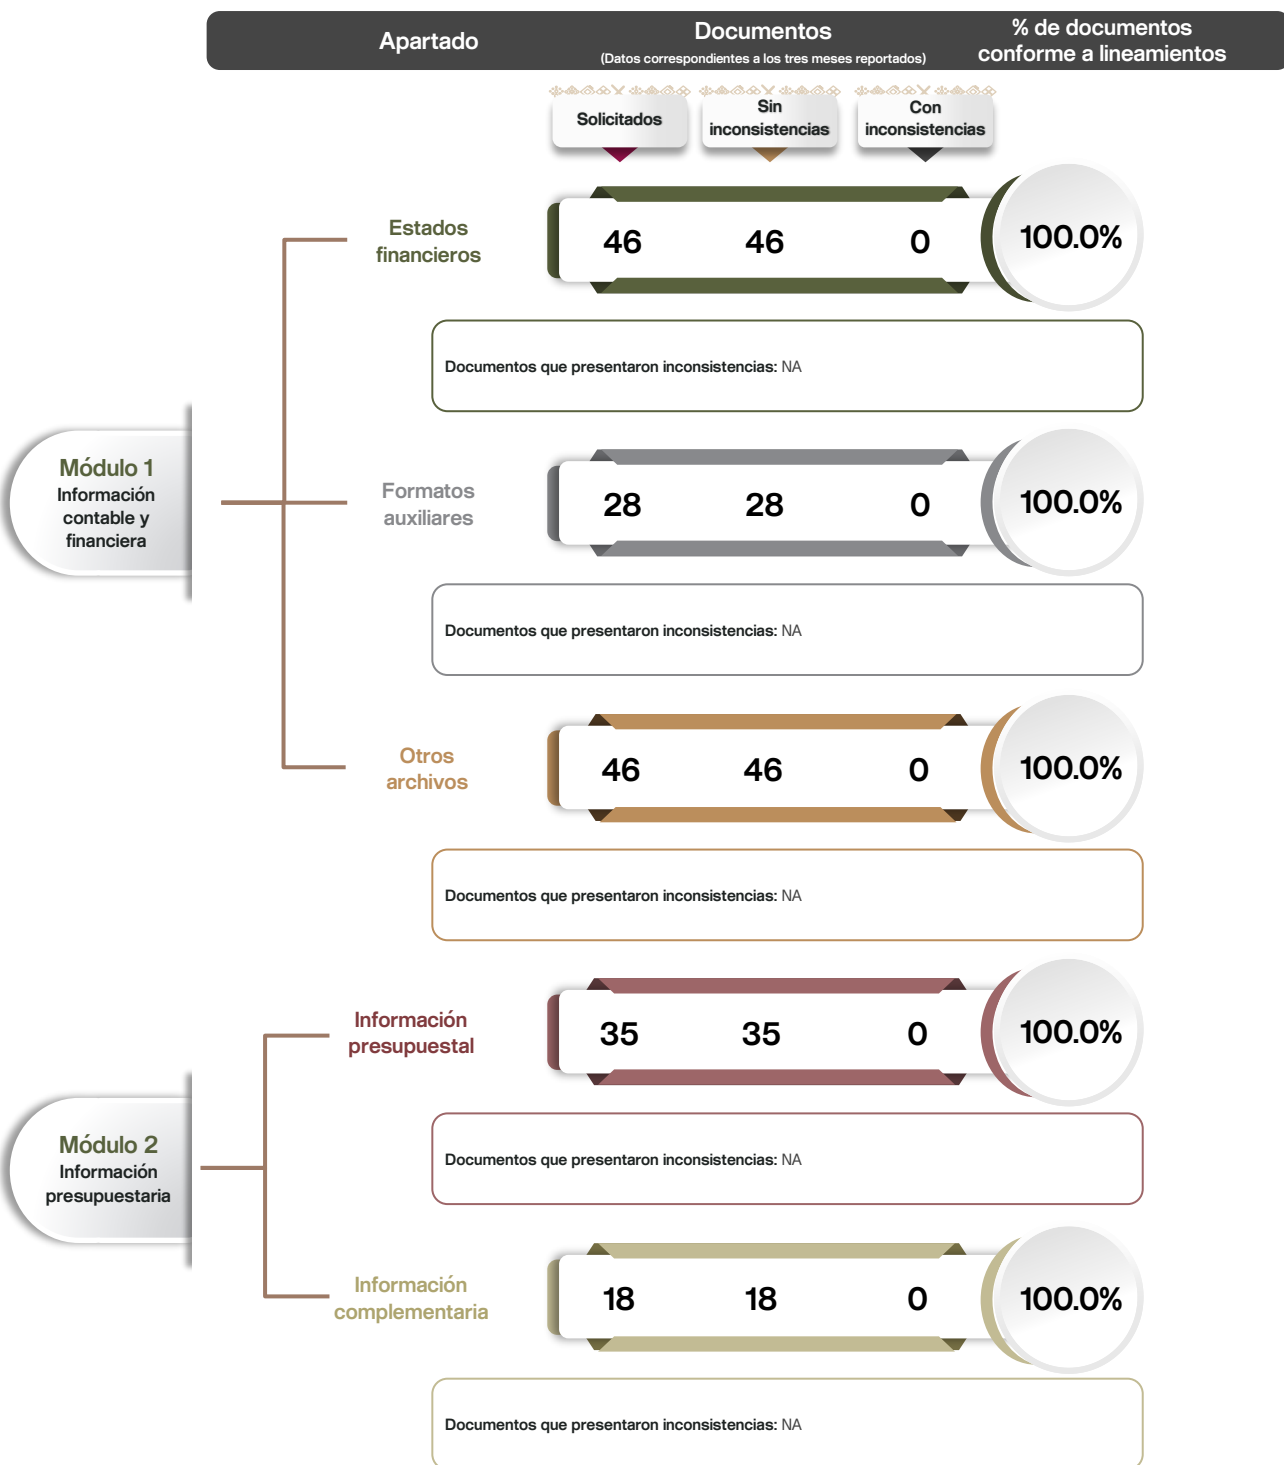 Apartado
Documentos
(Datos correspondientes a los tres meses reportados)
% de documentos
conforme a lineamientos
Solicitados
Sin
inconsistencias
Con
inconsistencias
Módulo 1
Información
contable y
financiera
Estados
financieros
46 46 0 100.0%
Documentos que presentaron inconsistencias: NA
Formatos
auxiliares
28 28 0 100.0%
Documentos que presentaron inconsistencias: NA
Otros
archivos
46 46 0 100.0%
Documentos que presentaron inconsistencias: NA
Módulo 2
Información
presupuestaria
Información
presupuestal
35 35 0 100.0%
Documentos que presentaron inconsistencias: NA
Información
complementaria
18 18 0 100.0%
Documentos que presentaron inconsistencias: NA